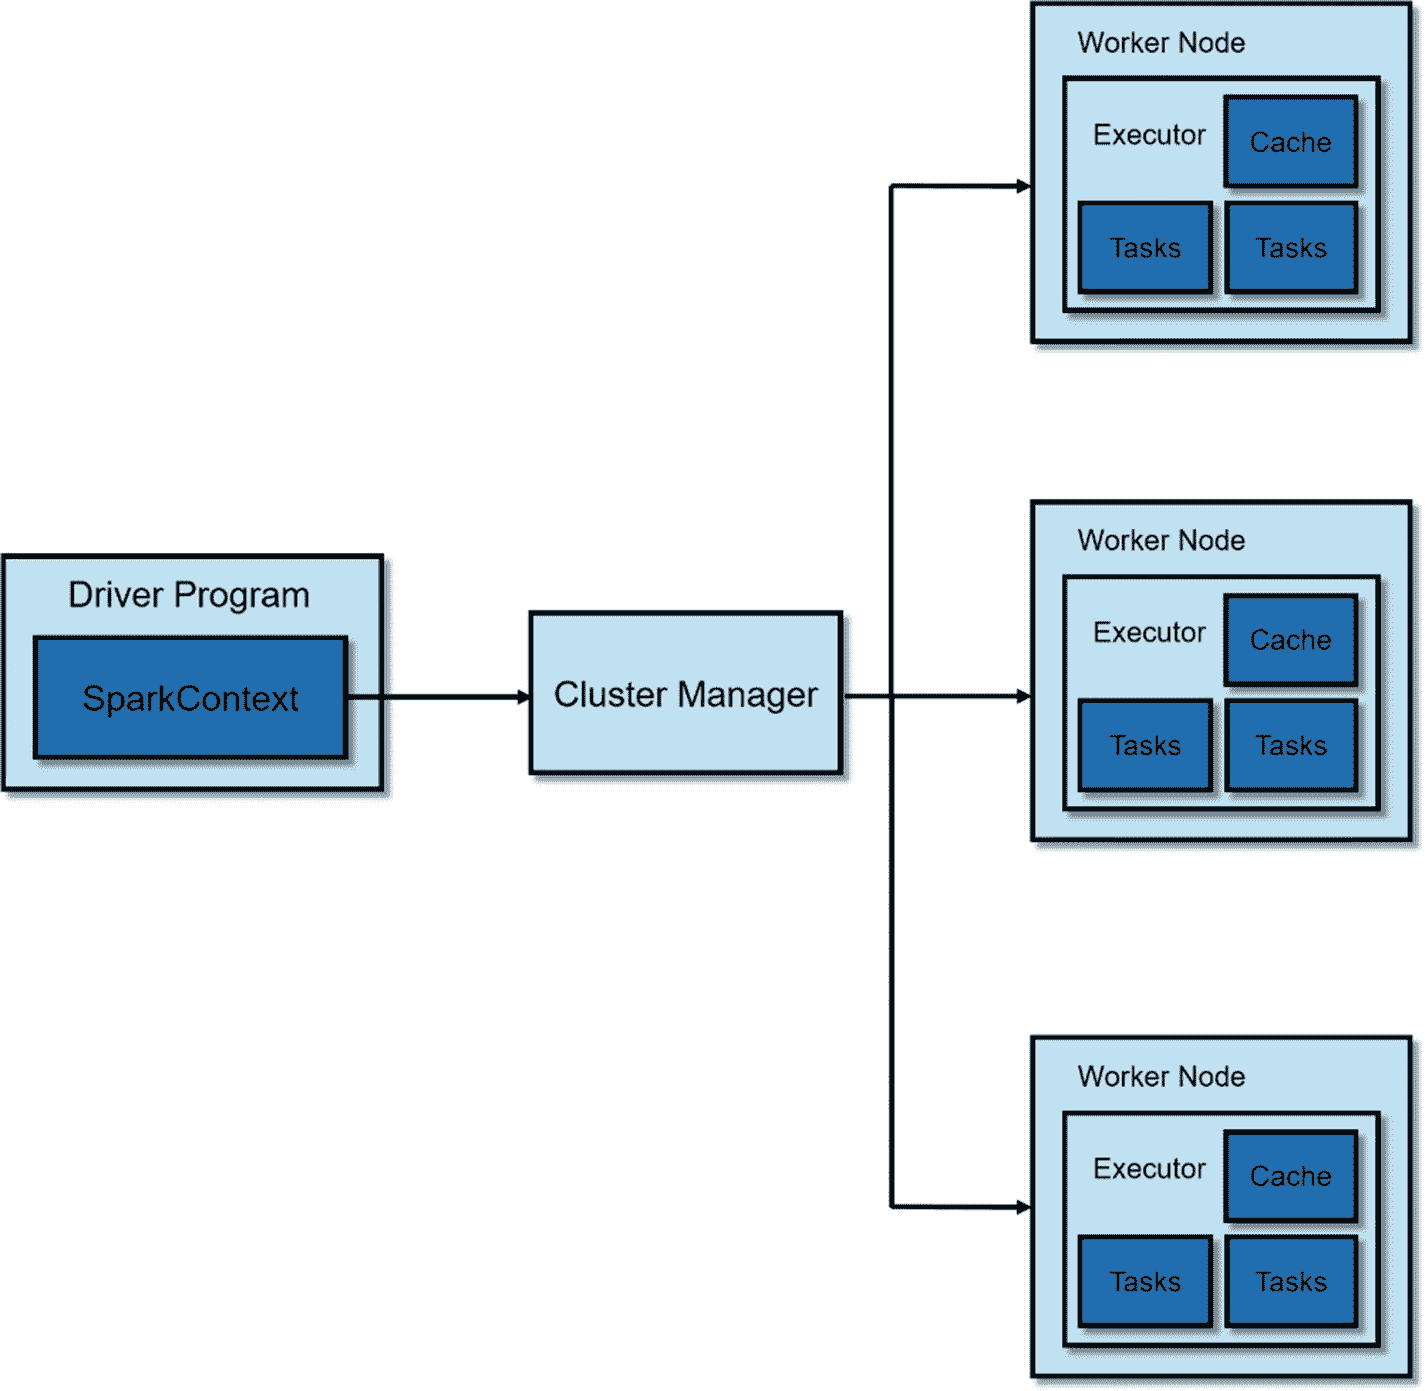 Driver Program
SparkContext
Cluster Manager
Worker Node
Executor
Cache
Tasks
Tasks
Worker Node
Executor
Cache
Tasks
Tasks
Worker Node
Executor
Cache
Tasks
Tasks